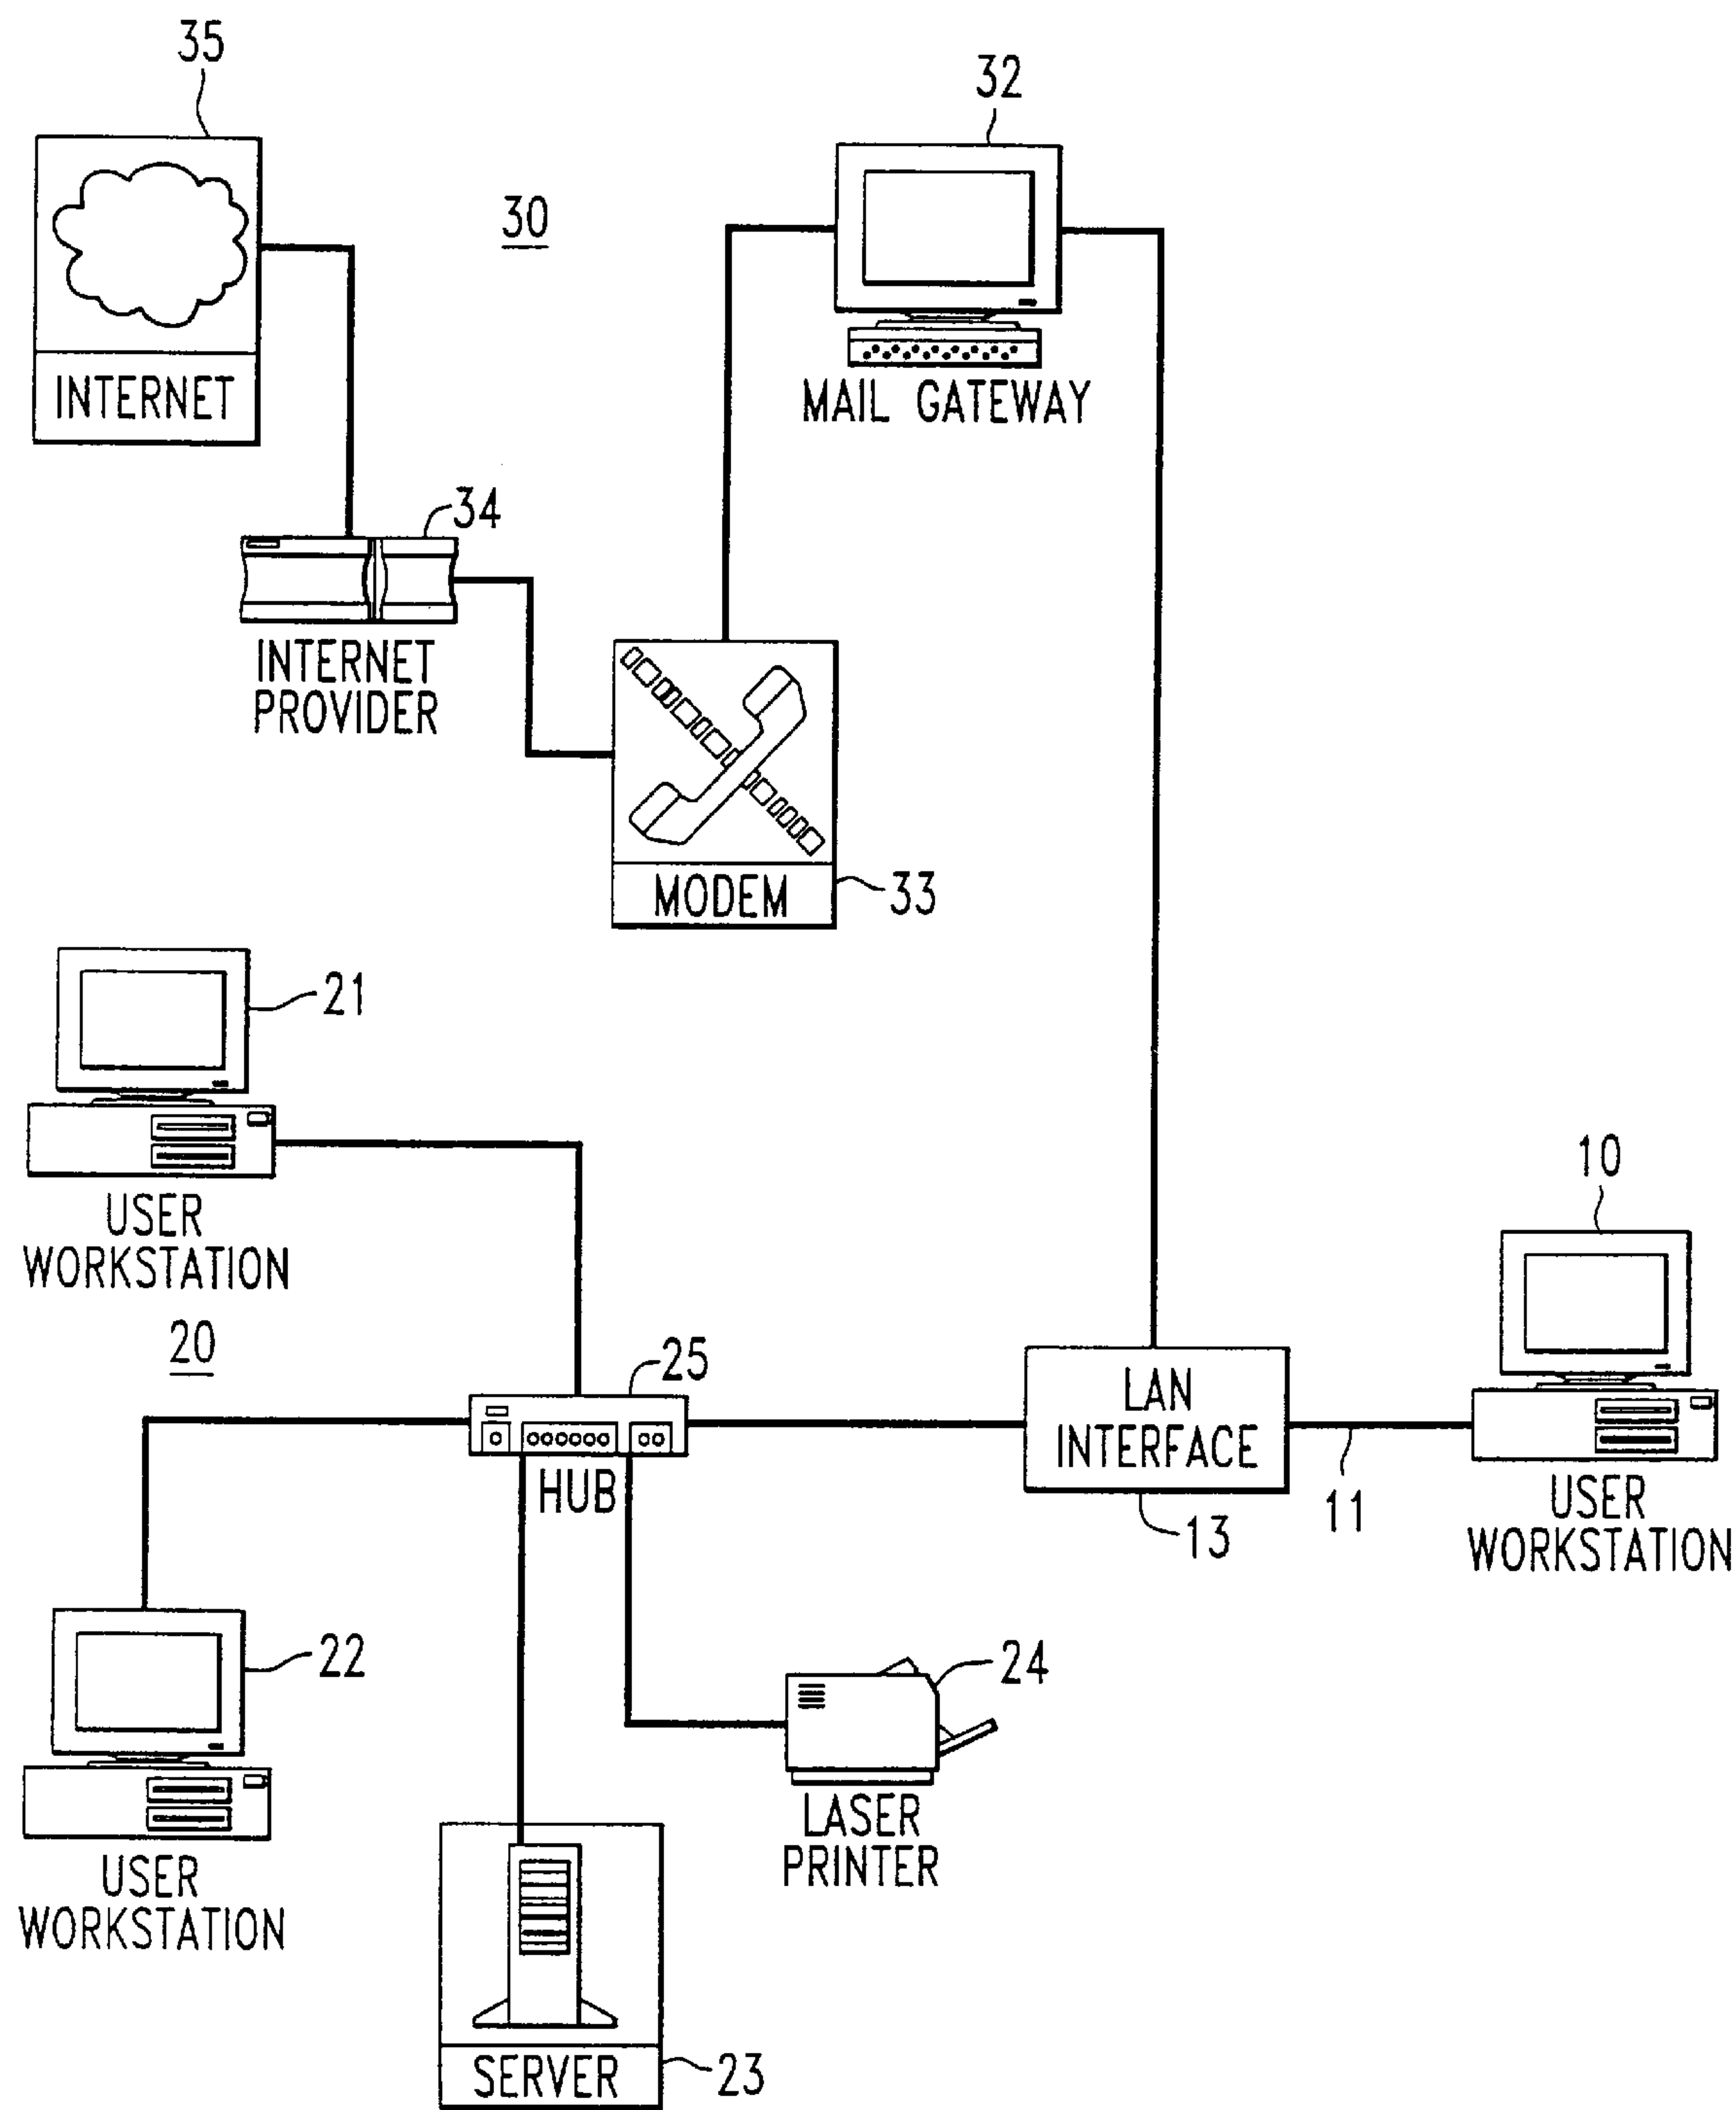 35
32
30
INTERNET
MAIL GATEWAY
34
INTERNET
PROVIDER
MODEM
33
21
USER
WORKSTATION
10
20
25
LAN
INTERFACE
HUB
11
13
USER
WORKSTATION
22
24
LASER
PRINTER
USER
WORKSTATION
SERVER
23